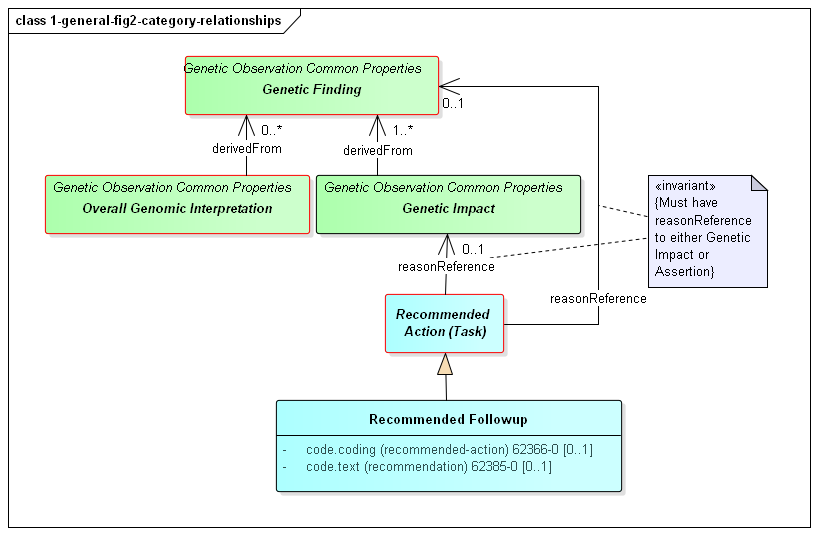 class 1-general-fig2-category-relationships
Genetic Observation Common Properties
Genetic Finding
0..1
0..*
1..*
derivedFrom
derivedFrom
Genetic Observation Common Properties
Overall Genomic Interpretation
Genetic Observation Common Properties
Genetic Impact
«invariant»
{Must have
reasonReference
to either Genetic
Impact or
Assertion}
0..1
reasonReference
reasonReference
Recommended
Action (Task)
Recommended Followup
- code.coding (recommended-action) 62366-0 [0..1]
- code.text (recommendation) 62385-0 [0..1]